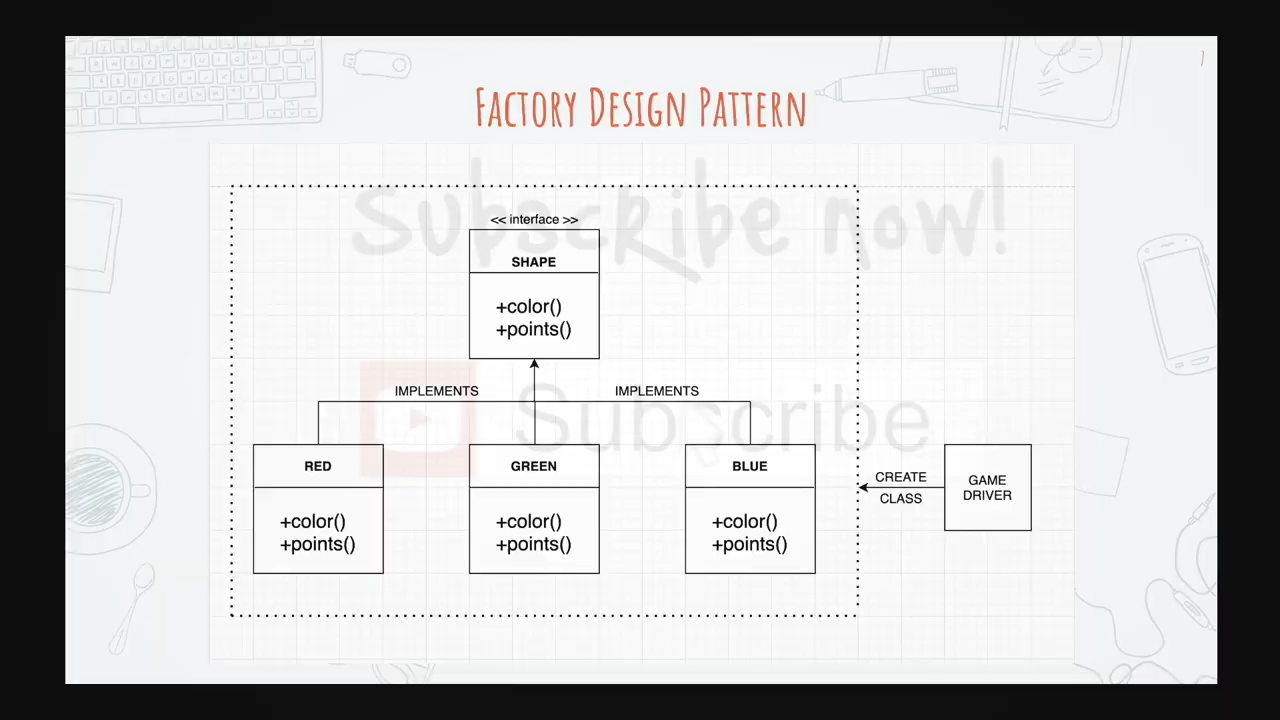 Factory Design Pattern
Subscribe now!
<< interface >>
SHAPE
+color()
+points()
IMPLEMENTS
IMPLEMENTS
Subscribe
RED
+color()
+points()
GREEN
+color()
+points()
BLUE
+color()
+points()
CREATE
CLASS
GAME
DRIVER